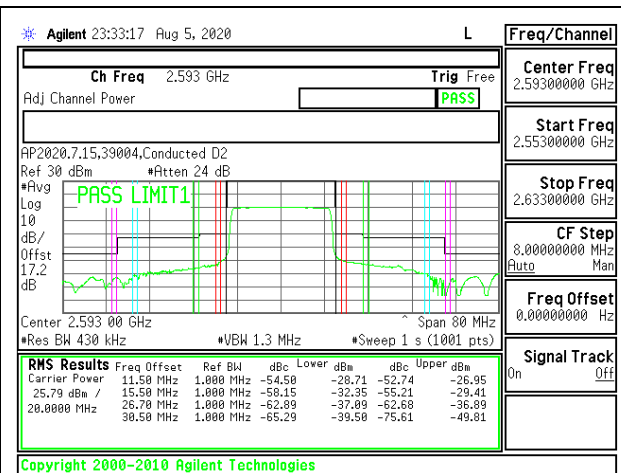 Agilent 23:33:17 Aug 5, 2020 L
Freq/Channel
Ch Freq 2.593 GHz Trig Free
Adj Channel Power PASS
AP2020.7.15,39004,Conducted D2
Ref 30 dBm #Atten 24 dB
#Avg
Log
10
dB/
Offst
17.2
dB
PASS LIMIT1
Center 2.593 00 GHz ^ Span 80 MHz
#Res BW 430 kHz #VBW 1.3 MHz #Sweep 1 s (1001 pts)
RMS Results Freq Offset Ref BW dBc Lower dBm dBc Upper dBm
Carrier Power 11.50 MHz 1.000 MHz -54.50 -28.71 -52.74 -26.95
25.79 dBm / 15.50 MHz 1.000 MHz -58.15 -32.35 -55.21 -29.41
20.0000 MHz 26.70 MHz 1.000 MHz -62.89 -37.09 -62.68 -36.89
30.50 MHz 1.000 MHz -65.29 -39.50 -75.61 -49.81
Center Freq
2.59300000 GHz
Start Freq
2.55300000 GHz
Stop Freq
2.63300000 GHz
CF Step
8.00000000 MHz
Auto Man
Freq Offset
0.00000000 Hz
Signal Track
On Off
Copyright 2000-2010 Agilent Technologies